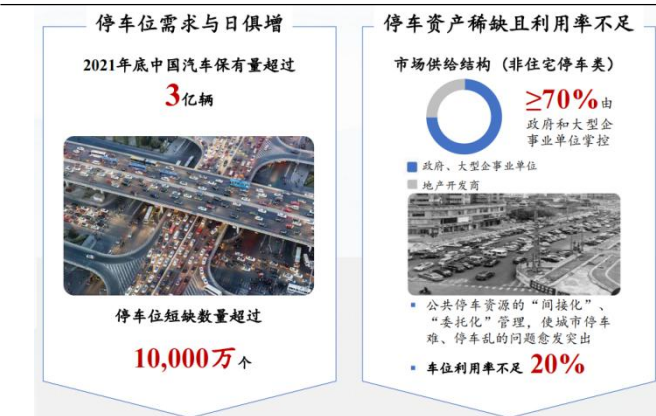 停车位需求与日俱增
2021年底中国汽车保有量超过
3亿辆
停车位短缺数量超过
10,000万个
停车资产稀缺且利用率不足
市场供给结构（非住宅停车类）
≥70%由
政府和大型企
事业单位掌控
政府、大型企事业单位
地产开发商
公共停车资源的“间接化”、
“委托化”管理，使城市停车
难、停车乱的问题愈发突出
车位利用率不足 20%